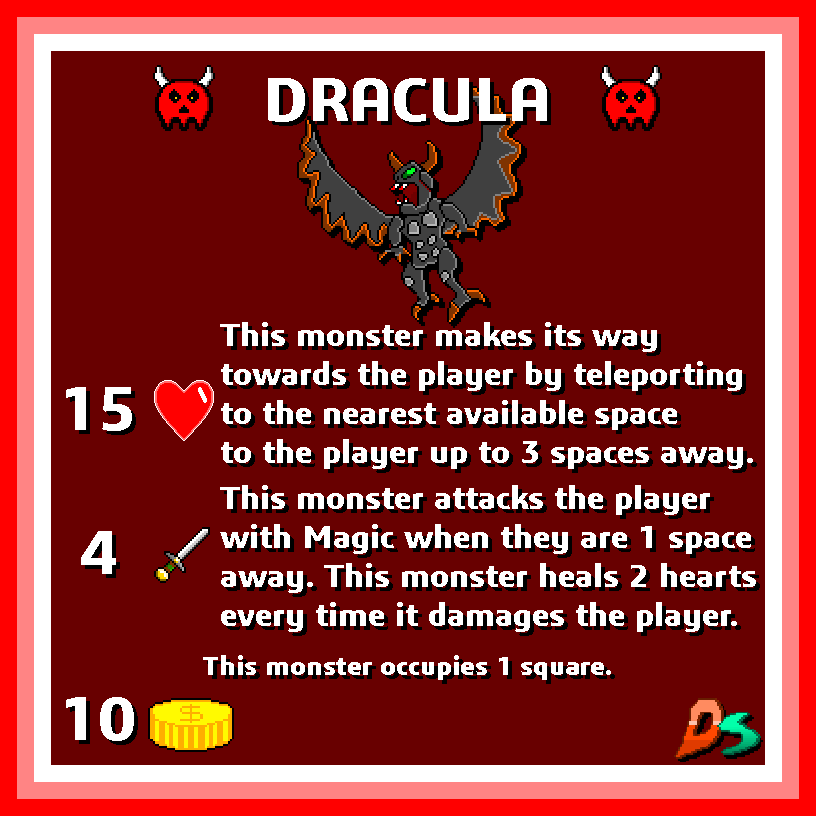 DRACULA
This monster makes its way
towards the player by teleporting
to the nearest available space
to the player up to 3 spaces away.
15
This monster attacks the player
with Magic when they are 1 space
away. This monster heals 2 hearts
every time it damages the player.
4
This monster occupies 1 square.
10
$
DS